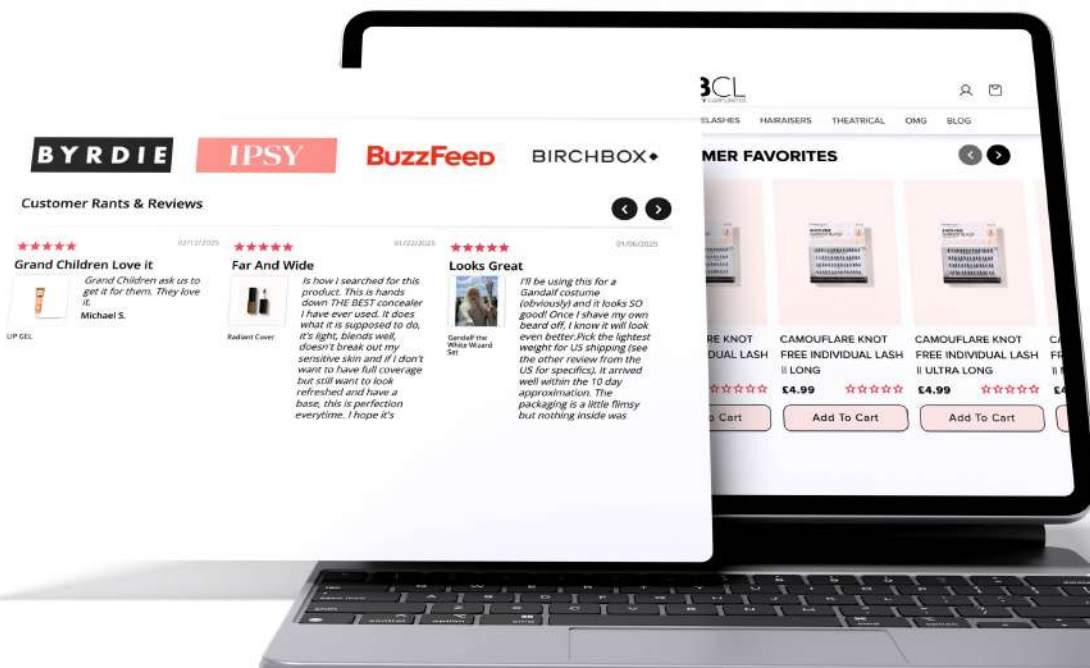 BYRDIE
IPSY
BuzzFeed
BIRCHBOX
Customer Rants & Reviews
02/12/2025
Grand Children Love it
Grand Children ask us to
get it for them. They love
it.
Michael S.
UP GEL
01/22/2025
Far And Wide
Is how I searched for this
product. This is hands
down THE BEST concealer
I have ever used. It does
what it is supposed to do,
it's light, blends well,
doesn't break out my
sensitive skin and if I don't
want to have full coverage
but still want to look
refreshed and have a
base, this is perfection
everytime. I hope it's
Radiant Cover
01/06/2025
Looks Great
I'll be using this for a
Gandalf costume
(obviously) and it looks SO
good! Once I shave my own
beard off, I know it will look
even better.Pick the lightest
weight for US shipping (see
the other review from the
US for specifics). It arrived
well within the 10 day
approximation. The
packaging is a little flimsy
but nothing inside was
Gandalf the
White Wizard
Set
BCL
ELASHES HAIRAISERS THEATRICAL OMG BLOG
MER FAVORITES
RE KNOT
DUAL LASH
o Cart
CAMOUFLARE KNOT
FREE INDIVIDUAL LASH
|| LONG
£4.99
Add To Cart
CAMOUFLARE KNOT
FREE INDIVIDUAL LASH
|| ULTRA LONG
£4.99
Add To Cart
shift
control option
option